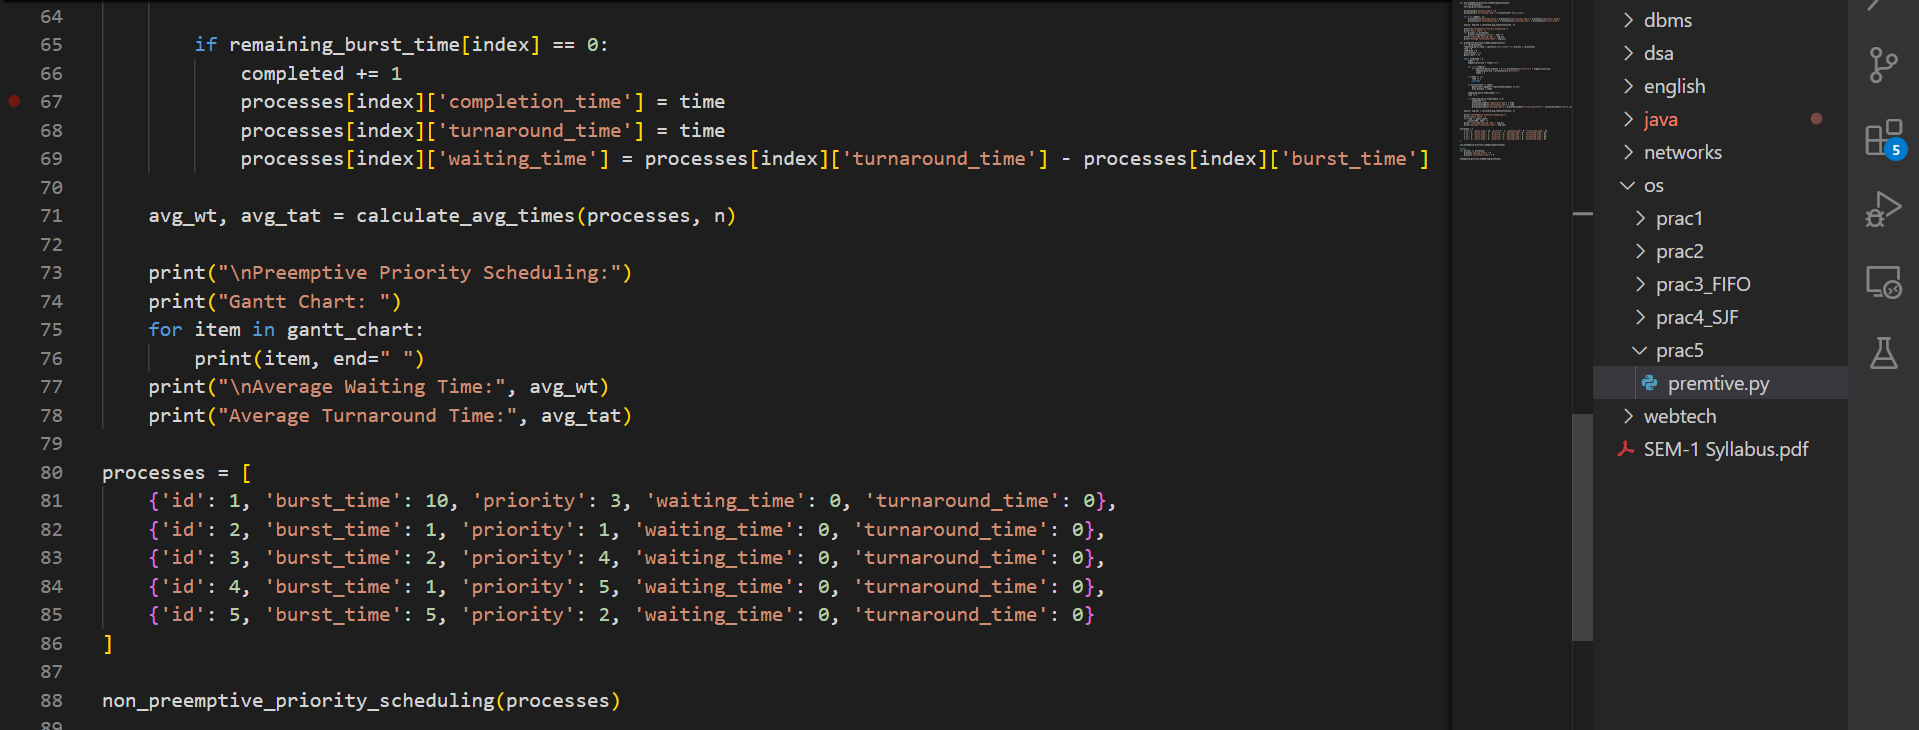 64
65 if remaining_burst_time[index] == 0:
66 completed += 1
67 processes[index]['completion_time'] = time
68 processes[index]['turnaround_time'] = time
69 processes[index]['waiting_time'] = processes[index]['turnaround_time'] - processes[index]['burst_time']
70
71 avg_wt, avg_tat = calculate_avg_times(processes, n)
72
73 print("\nPreemptive Priority Scheduling:")
74 print("Gantt Chart: ")
75 for item in gantt_chart:
76 print(item, end=" ")
77 print("\nAverage Waiting Time:", avg_wt)
78 print("Average Turnaround Time:", avg_tat)
79
80 processes = [
81 {'id': 1, 'burst_time': 10, 'priority': 3, 'waiting_time': 0, 'turnaround_time': 0},
82 {'id': 2, 'burst_time': 1, 'priority': 1, 'waiting_time': 0, 'turnaround_time': 0},
83 {'id': 3, 'burst_time': 2, 'priority': 4, 'waiting_time': 0, 'turnaround_time': 0},
84 {'id': 4, 'burst_time': 1, 'priority': 5, 'waiting_time': 0, 'turnaround_time': 0},
85 {'id': 5, 'burst_time': 5, 'priority': 2, 'waiting_time': 0, 'turnaround_time': 0}
86 ]
87
88 non_preemptive_priority_scheduling(processes)
89
dbms
dsa
english
java
networks
os
prac1
prac2
prac3_FIFO
prac4_SJF
prac5
premtive.py
webtech
SEM-1 Syllabus.pdf
5